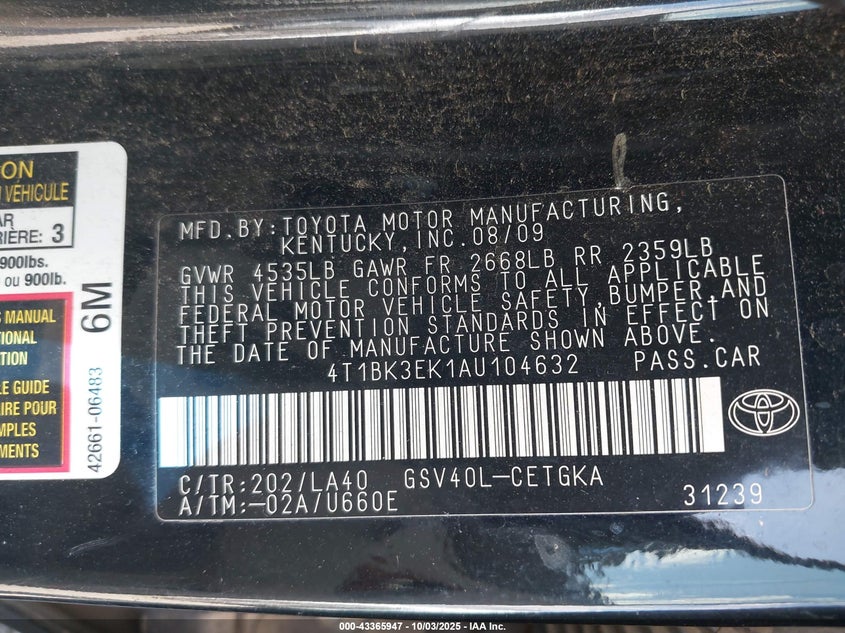 ON
VÉHICULE
AR
RIÈRE: 3
900lbs.
ou 900lb.
S MANUAL
TIONAL
TION
LE GUIDE
AIRE POUR
MPLES
EMENTS
6M
42661-06483
MFD.BY:TOYOTA MOTOR MANUFACTURING,
KENTUCKY,INC.08/09
GVWR 4535LB GAWR FR 2668LB RR 2359LB
THIS VEHICLE CONFORMS TO ALL APPLICABLE
FEDERAL MOTOR VEHICLE SAFETY,BUMPER,AND
THEFT PREVENTION STANDARDS IN EFFECT ON
THE DATE OF MANUFACTURE SHOWN ABOVE.
4T1BK3EK1AU104632 PASS.CAR
C/TR:202/LA40 GSV40L-CETGKA
A/TM:-02A/U660E 31239
000-43365947 - 10/03/2025 - IAA Inc.